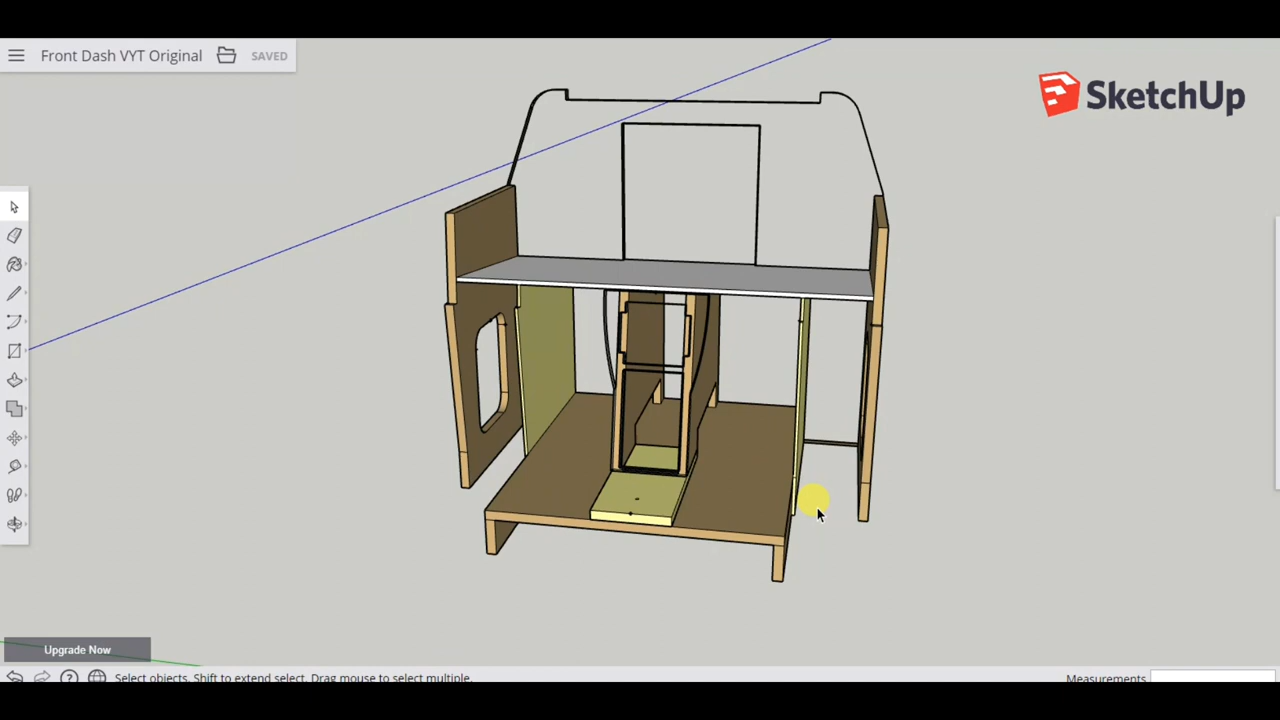 Front Dash VYT Original
SAVED
SketchUp
Upgrade Now
Select objects. Shift to extend select. Drag mouse to select multiple.
Measurements